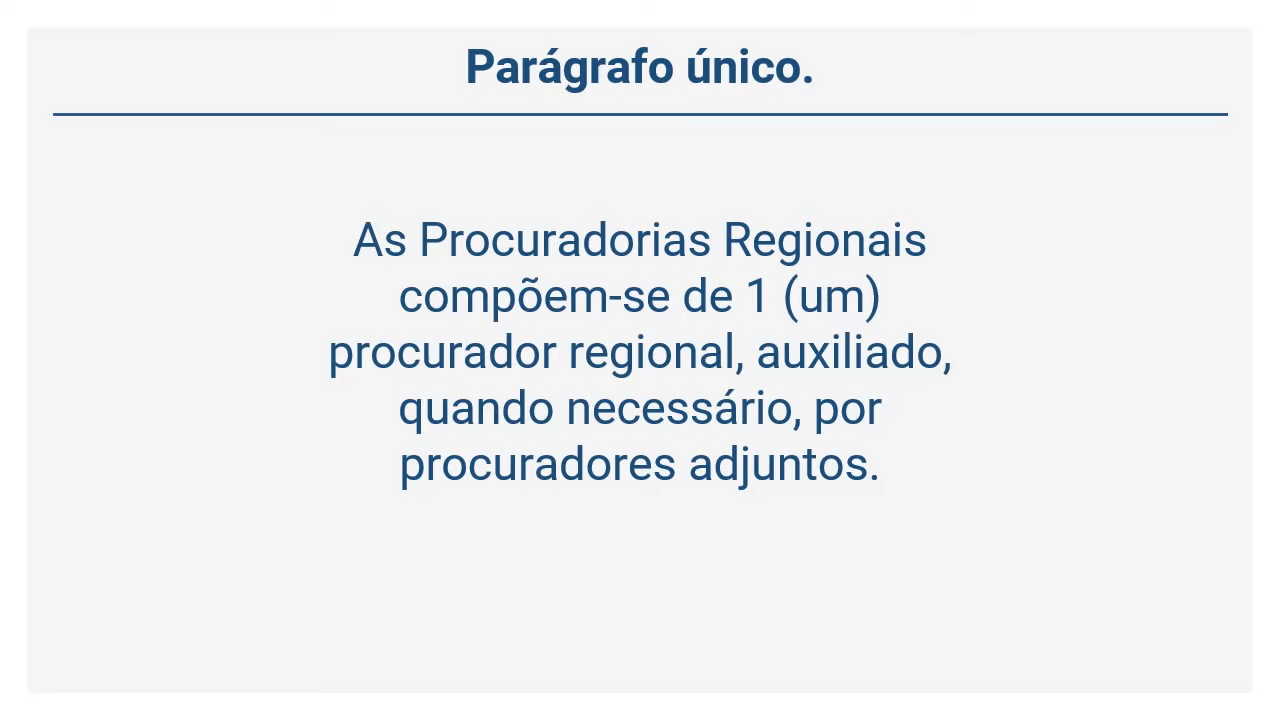 Parágrafo único.
As Procuradorias Regionais
compõem-se de 1 (um)
procurador regional, auxiliado,
quando necessário, por
procuradores adjuntos.